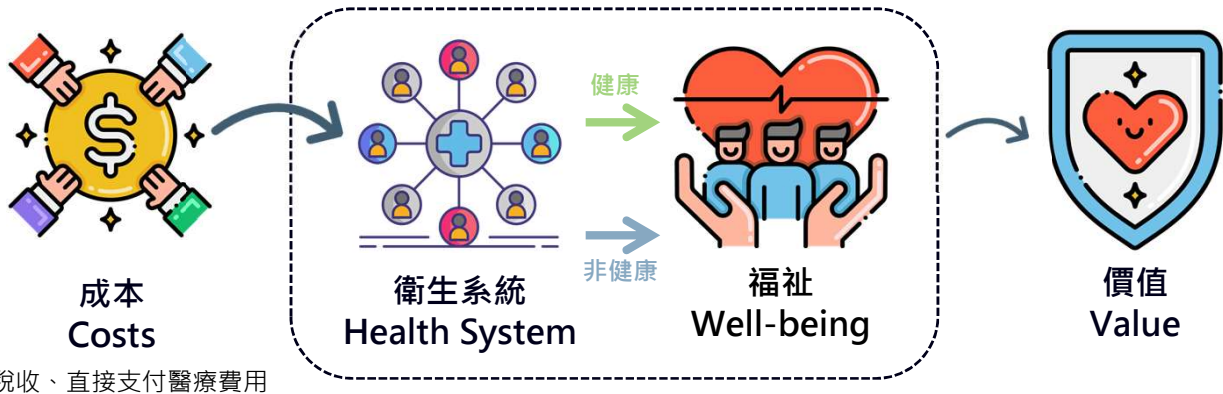 健康
非健康
成本
Costs
衛生系統
Health System
福祉
Well-being
價值
Value
稅收、直接支付醫療費用